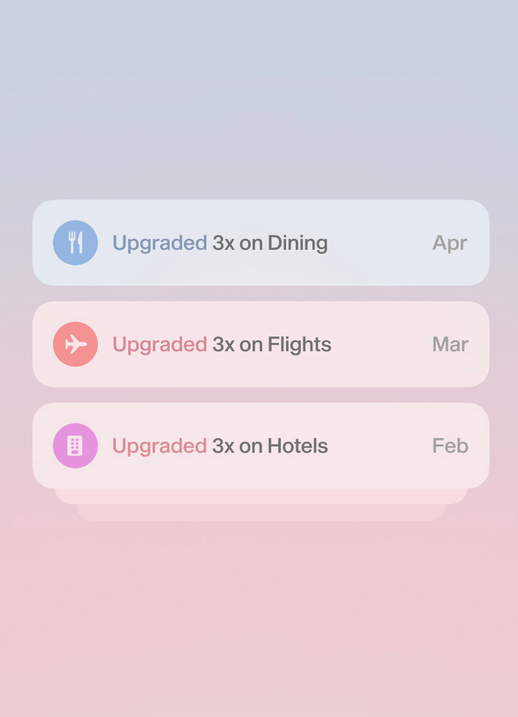 Upgraded 3x on Dining Apr
Upgraded 3x on Flights Mar
Upgraded 3x on Hotels Feb